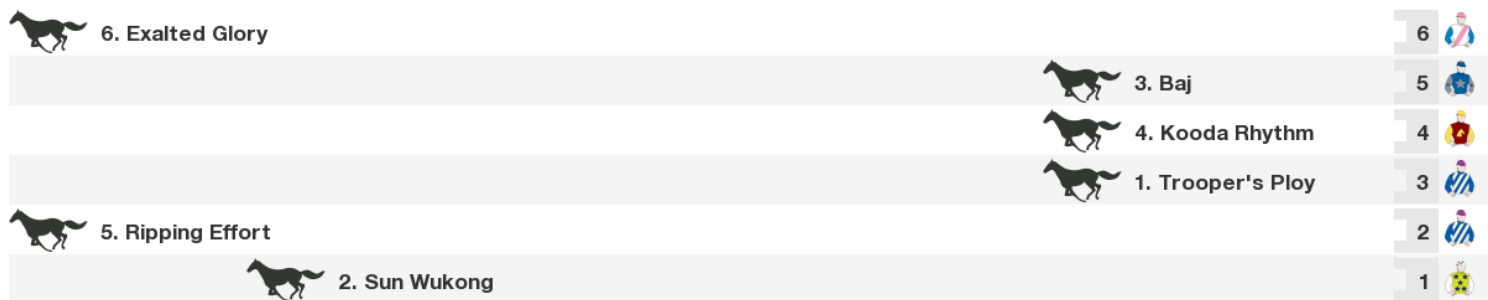 6. Exalted Glory 6
3. Baj 5
4. Kooda Rhythm 4
1. Trooper's Ploy 3
5. Ripping Effort 2
2. Sun Wukong 1